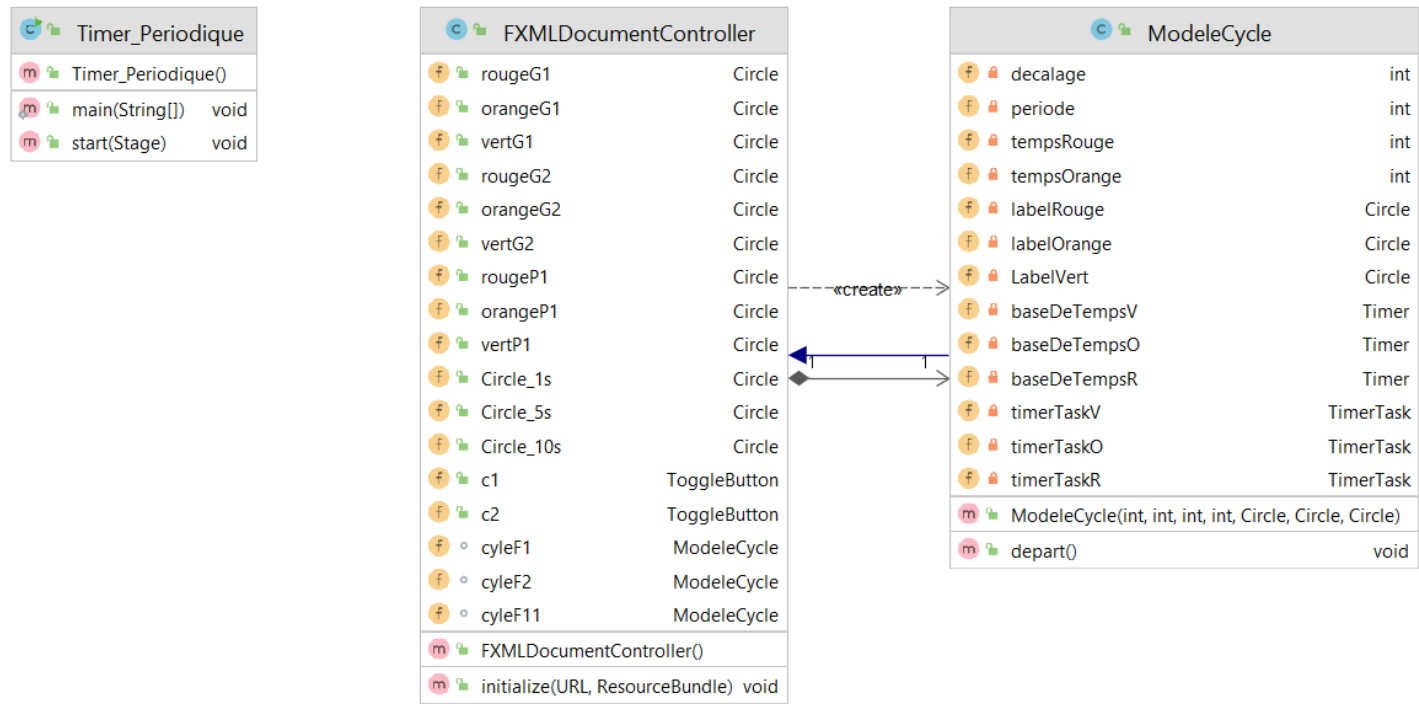 Timer_Periodique
Timer_Periodique()
main(String[]) void
start(Stage) void
FXMLDocumentController
rougeG1 Circle
orangeG1 Circle
vertG1 Circle
rougeG2 Circle
orangeG2 Circle
vertG2 Circle
rougeP1 Circle
orangeP1 Circle
vertP1 Circle
Circle_1s Circle
Circle_5s Circle
Circle_10s Circle
c1 ToggleButton
c2 ToggleButton
cyleF1 ModeleCycle
cyleF2 ModeleCycle
cyleF11 ModeleCycle
FXMLDocumentController()
initialize(URL, ResourceBundle) void
«create»
1 1
ModeleCycle
decalage int
periode int
tempsRouge int
tempsOrange int
labelRouge Circle
labelOrange Circle
LabelVert Circle
baseDeTempsV Timer
baseDeTempsO Timer
baseDeTempsR Timer
timerTaskV TimerTask
timerTaskO TimerTask
timerTaskR TimerTask
ModeleCycle(int, int, int, int, Circle, Circle, Circle)
depart() void